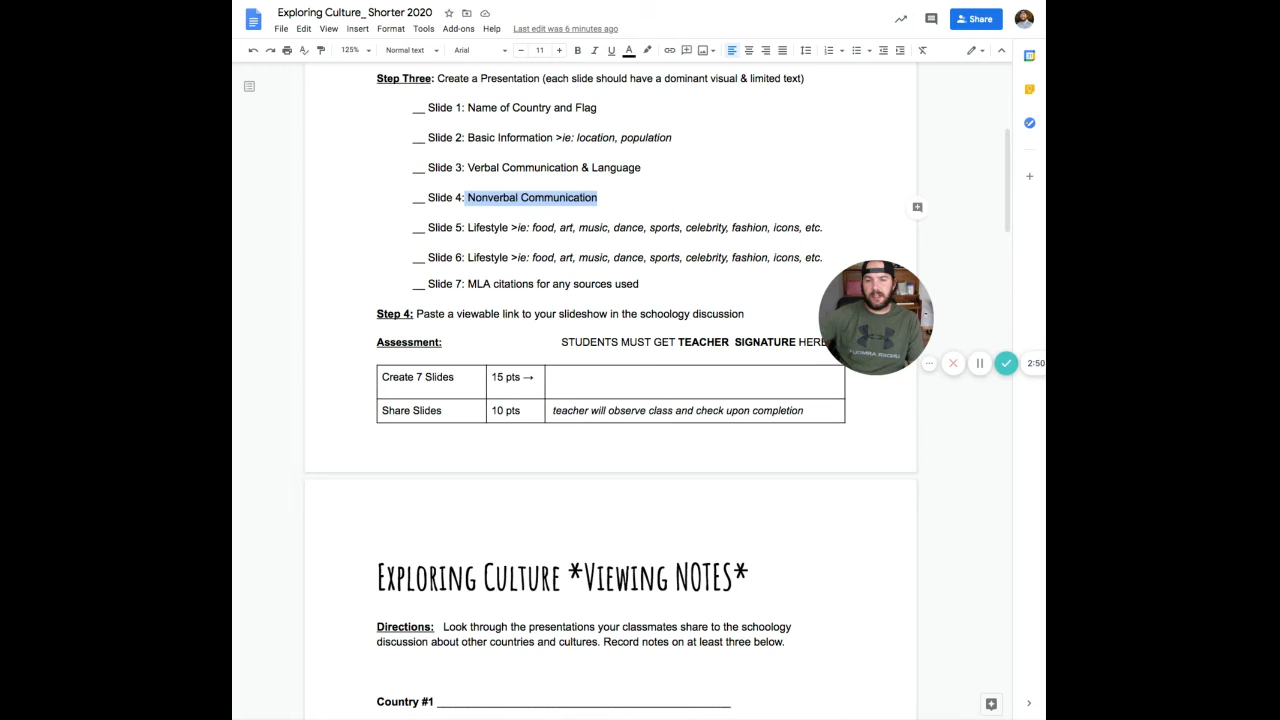 Exploring Culture_ Shorter 2020
File Edit View Insert Format Tools Add-ons Help Last edit was 6 minutes ago
Share
125% Normal text Arial 11 B I U A
Step Three: Create a Presentation (each slide should have a dominant visual & limited text)
__ Slide 1: Name of Country and Flag
__ Slide 2: Basic Information >ie: location, population
__ Slide 3: Verbal Communication & Language
__ Slide 4: Nonverbal Communication
__ Slide 5: Lifestyle >ie: food, art, music, dance, sports, celebrity, fashion, icons, etc.
__ Slide 6: Lifestyle >ie: food, art, music, dance, sports, celebrity, fashion, icons, etc.
__ Slide 7: MLA citations for any sources used
Step 4: Paste a viewable link to your slideshow in the schoology discussion
Assessment: STUDENTS MUST GET TEACHER SIGNATURE HERE
2:50
Create 7 Slides 15 pts →
Share Slides 10 pts teacher will observe class and check upon completion
Exploring Culture *Viewing NOTES*
Directions: Look through the presentations your classmates share to the schoology
discussion about other countries and cultures. Record notes on at least three below.
Country #1 ______________________________